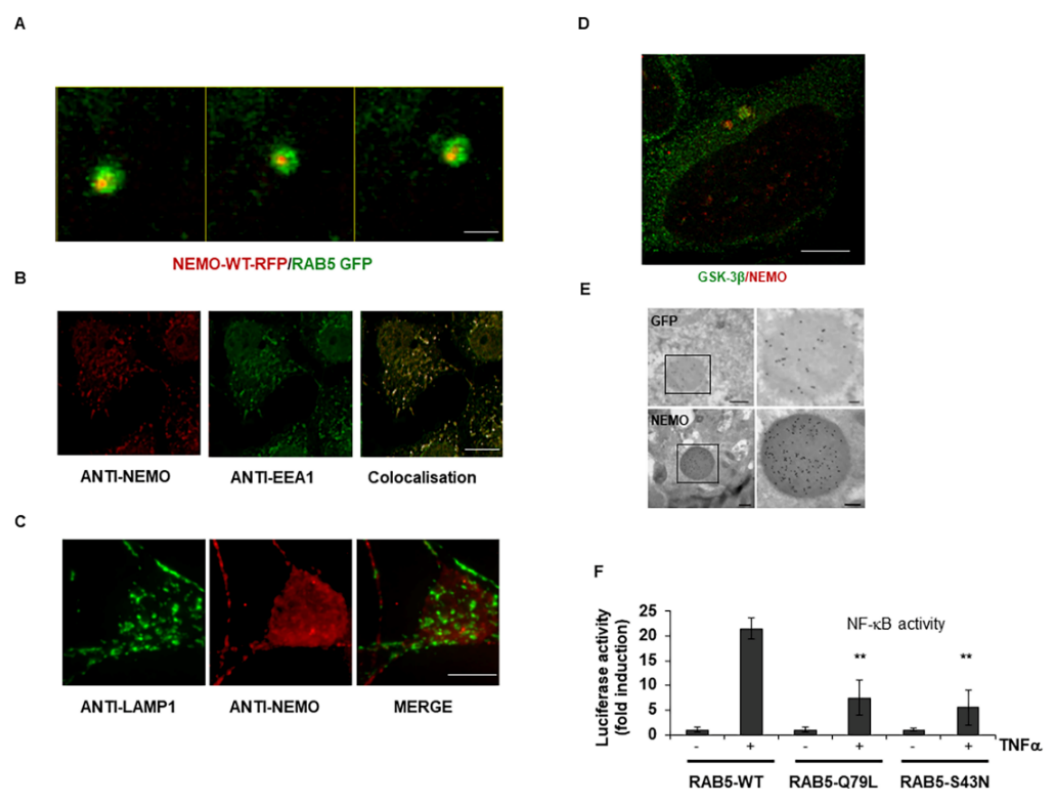 A
NEMO-WT-RFP/RAB5 GFP
B
ANTI-NEMO ANTI-EEA1 Colocalisation
C
ANTI-LAMP1 ANTI-NEMO MERGE
D
GSK-3β/NEMO
E
GFP
NEMO
F
NF-κB activity
Luciferase activity
(fold induction)
25
20
15
10
5
0
** **
- + - + - + TNFα
RAB5-WT RAB5-Q79L RAB5-S43N